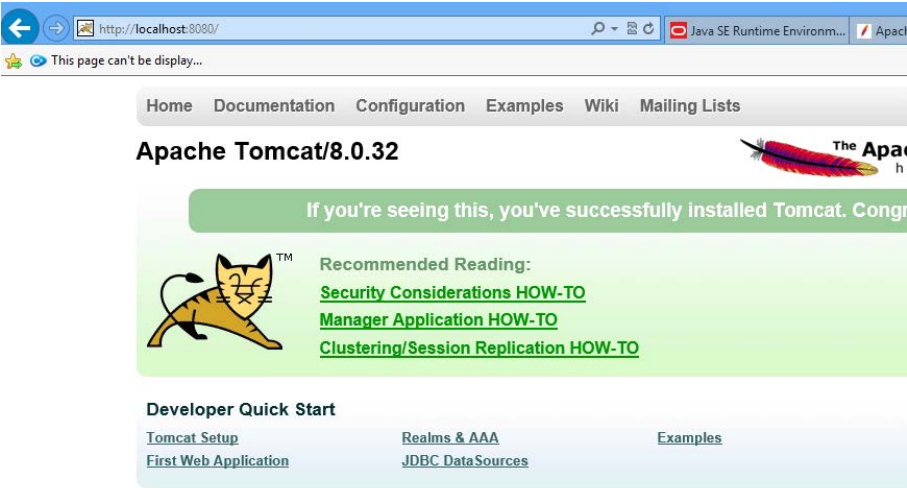 http://localhost:8080/
Java SE Runtime Environm...
This page can't be display...
Home Documentation Configuration Examples Wiki Mailing Lists
Apache Tomcat/8.0.32
The
If you're seeing this, you've successfully installed Tomcat.
TM
Recommended Reading:
Security Considerations HOW-TO
Manager Application HOW-TO
Clustering/Session Replication HOW-TO
Developer Quick Start
Tomcat Setup Realms & AAA Examples
First Web Application JDBC DataSources